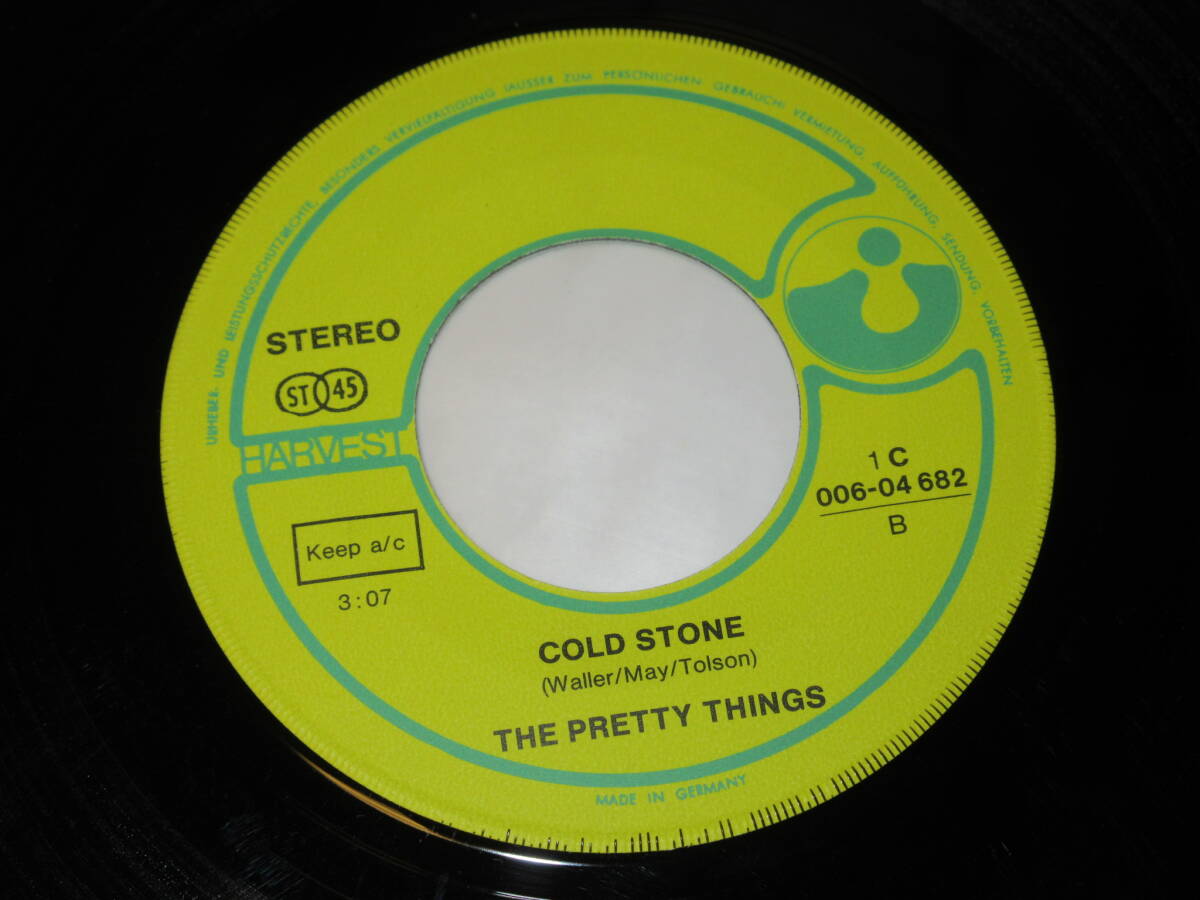 URHEBER- UND LEISTUNGSSCHUTZRECHTE, BESONDERS VERVIELFÄLTIGUNG (AUSSER ZUM PERSÖNLICHEN GEBRAUCH) VERMIETUNG, AUFFÜHRUNG, SENDUNG, VORBEHALTEN
STEREO
ST 45
HARVEST
1 C
006-04 682
B
Keep a/c
3:07
COLD STONE
(Waller/May/Tolson)
THE PRETTY THINGS
MADE IN GERMANY